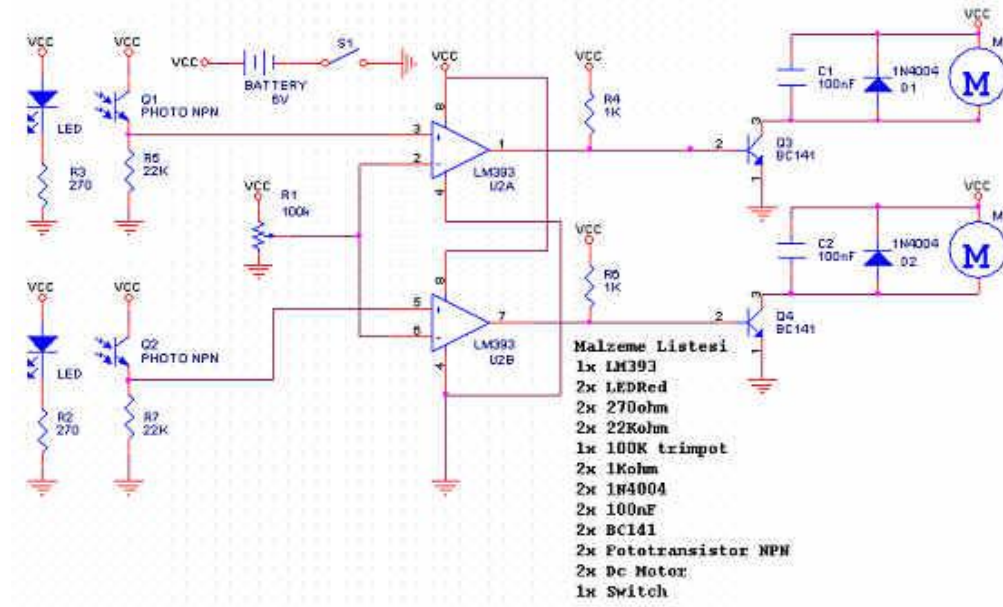 VCC
VCC
VCC
BATTERY
6V
S1
LED
R3
270
Q1
PHOTO NPN
R6
22K
VCC
R1
100k
VCC
8
3
+
2
-
1
4
LM393
U2A
VCC
R4
1K
2
3
1
Q3
BC141
C1
100nF
1N4004
D1
VCC
M
M
VCC
VCC
LED
R2
270
Q2
PHOTO NPN
R7
22K
8
5
+
6
-
7
4
LM393
U2B
VCC
1K
2
3
1
Q4
BC141
C2
100nF
1N4004
D2
VCC
M
M
Malzeme Listesi
1x LM393
2x LEDRed
2x 270ohm
2x 22Kohm
1x 100K trimpot
2x 1Kohm
2x 1N4004
2x 100nF
2x BC141
2x Fototransistor NPN
2x Dc Motor
1x Switch